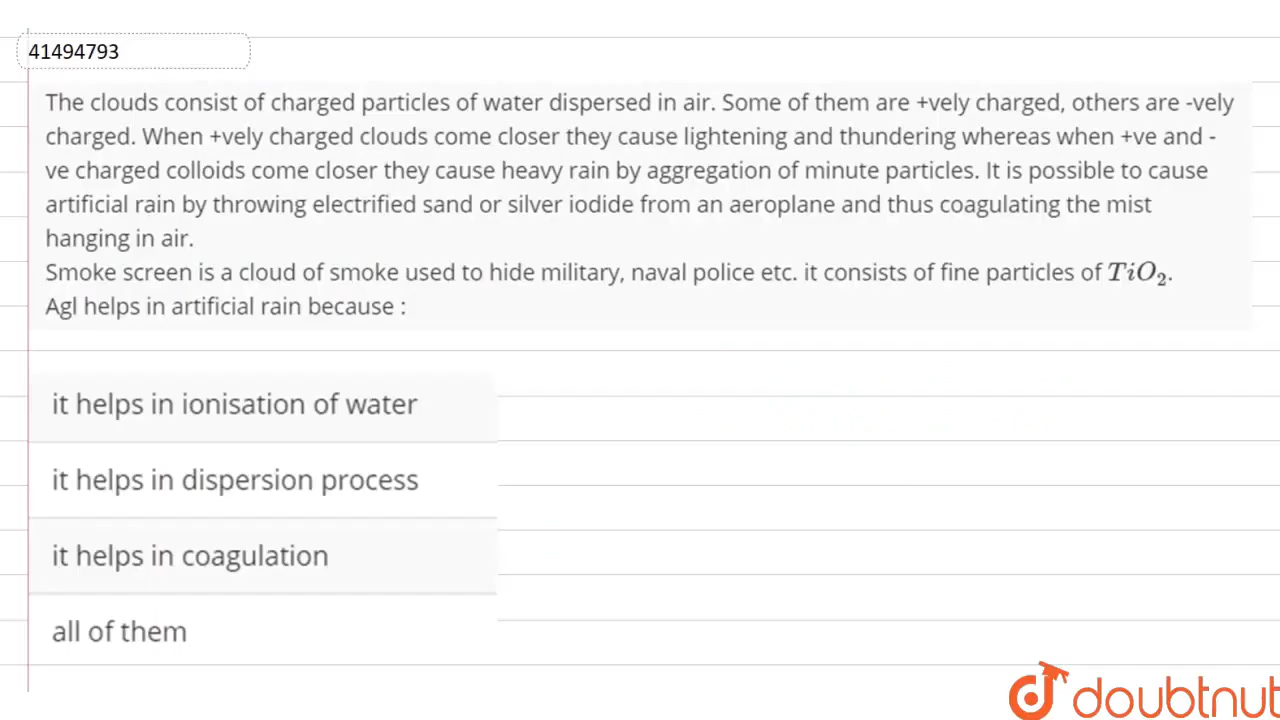 41494793
The clouds consist of charged particles of water dispersed in air. Some of them are +vely charged, others are -vely
charged. When +vely charged clouds come closer they cause lightening and thundering whereas when +ve and -
ve charged colloids come closer they cause heavy rain by aggregation of minute particles. It is possible to cause
artificial rain by throwing electrified sand or silver iodide from an aeroplane and thus coagulating the mist
hanging in air.
Smoke screen is a cloud of smoke used to hide military, naval police etc. it consists of fine particles of TiO₂.
Agl helps in artificial rain because :
it helps in ionisation of water
it helps in dispersion process
it helps in coagulation
all of them
doubtnut